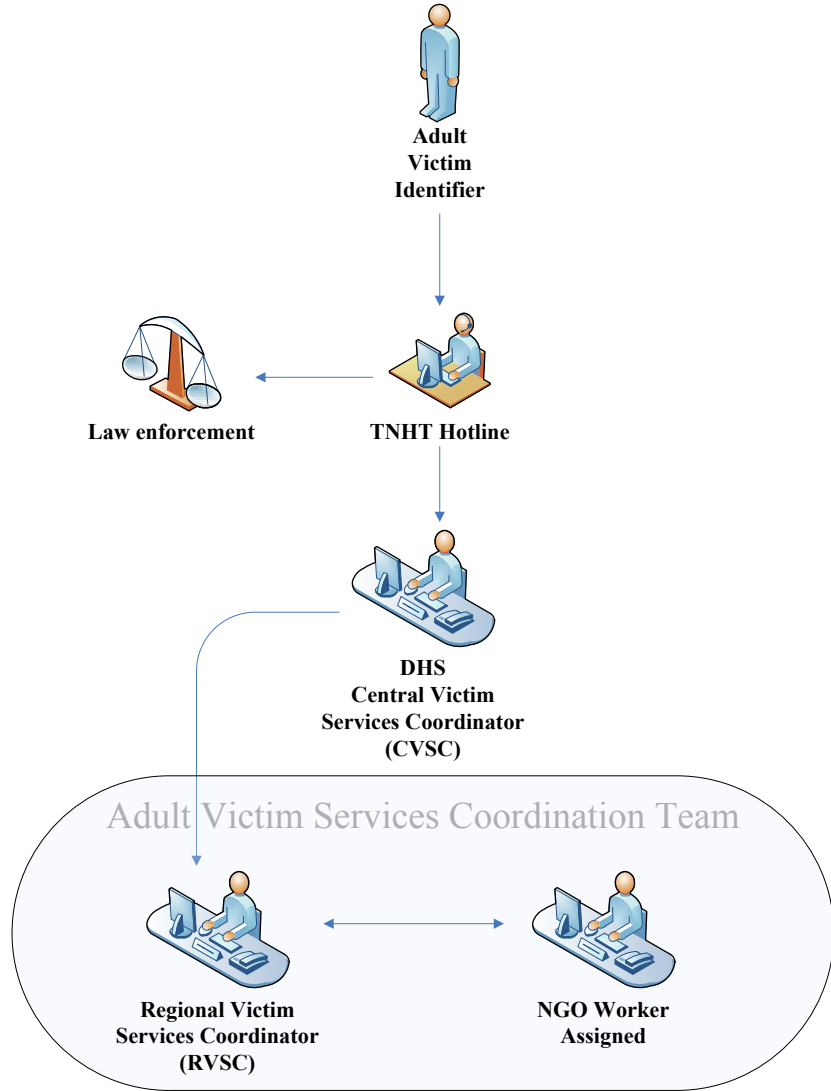 Adult
Victim
Identifier
Law enforcement
TNHT Hotline
DHS
Central Victim
Services Coordinator
(CVSC)
Adult Victim Services Coordination Team
Regional Victim
Services Coordinator
(RVSC)
NGO Worker
Assigned